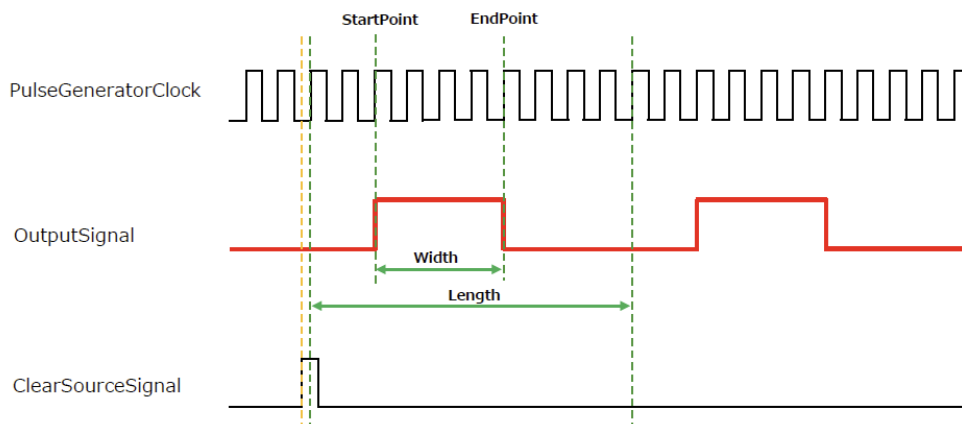 StartPoint
EndPoint
PulseGeneratorClock
OutputSignal
Width
Length
ClearSourceSignal